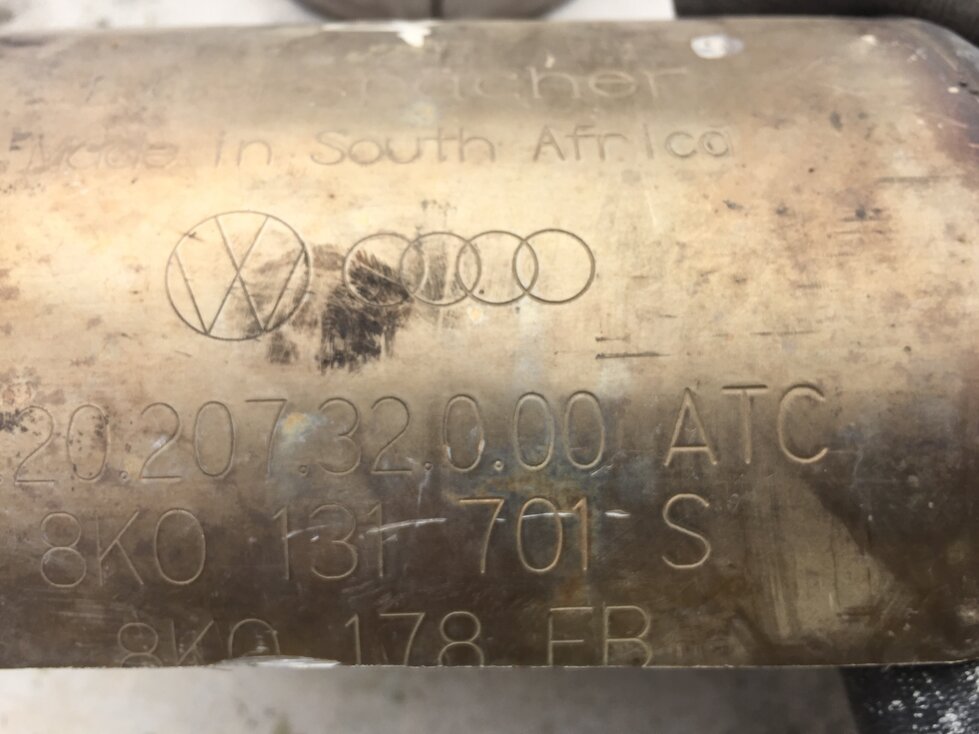 Made in South Africa
20.207.32.0.00 ATC
8K0 131 701 S
8K0 178 FB